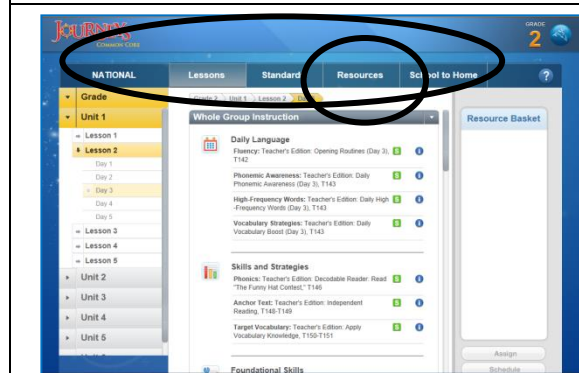 JOURNEYS
COMMON CORE
GRADE
2
NATIONAL Lessons Standard Resources School to Home ?
Grade
Grade 2 Unit 1 Lesson 2
Unit 1
Whole Group Instruction
Resource Basket
Lesson 1
Lesson 2
Day 1
Day 2
Day 3
Day 4
Day 5
Lesson 3
Lesson 4
Lesson 5
Unit 2
Unit 3
Unit 4
Unit 5
Daily Language
Fluency: Teacher's Edition: Opening Routines (Day 3), S
T142
Phonemic Awareness: Teacher's Edition: Daily S
Phonemic Awareness (Day 3), T143
High-Frequency Words: Teacher's Edition: Daily High S
-Frequency Words (Day 3), T143
Vocabulary Strategies: Teacher's Edition: Daily S
Vocabulary Boost (Day 3), T143
Skills and Strategies
Phonics: Teacher's Edition: Decodable Reader: Read S
"The Funny Hat Contest," T146
Anchor Text: Teacher's Edition: Independent S
Reading, T148-T149
Target Vocabulary: Teacher's Edition: Apply S
Vocabulary Knowledge, T150-T151
Foundational Skills
Assign
Schedule